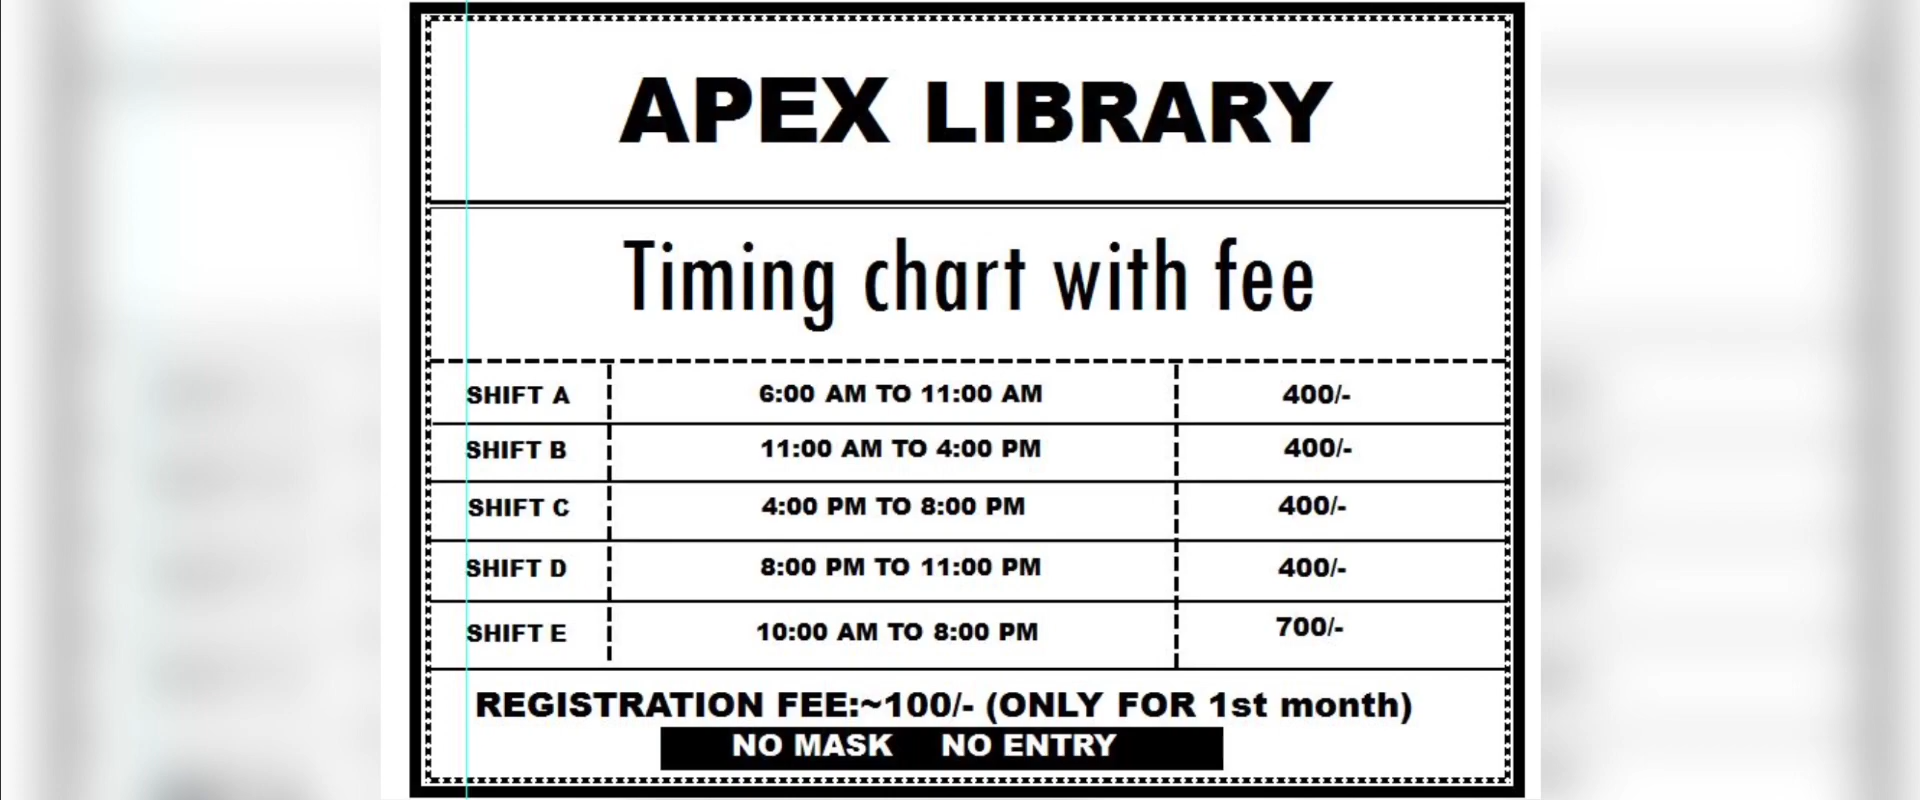 APEX LIBRARY
Timing chart with fee
SHIFT A 6:00 AM TO 11:00 AM 400/-
SHIFT B 11:00 AM TO 4:00 PM 400/-
SHIFT C 4:00 PM TO 8:00 PM 400/-
SHIFT D 8:00 PM TO 11:00 PM 400/-
SHIFT E 10:00 AM TO 8:00 PM 700/-
REGISTRATION FEE:~100/- (ONLY FOR 1st month)
NO MASK NO ENTRY